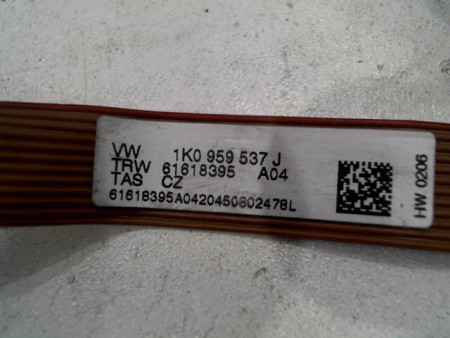 VW 1K0 959 537 J
TRW 61618395 A04
TAS CZ
61618395A0420450802478L
HW 0206